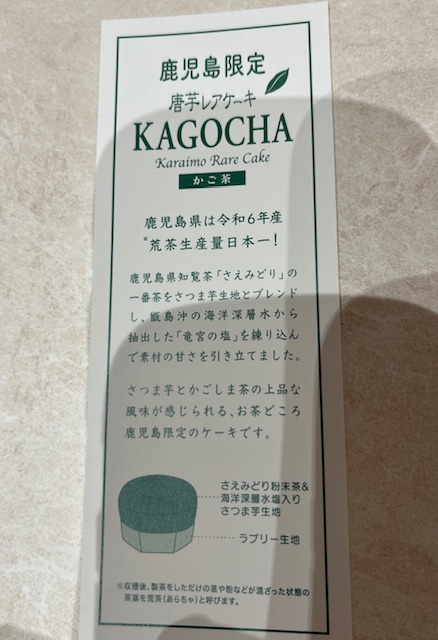 鹿児島限定
唐芋レアケーキ
KAGOCHA
Karaimo Rare Cake
かご茶
鹿児島県は令和6年産
※荒茶生産量日本一！
鹿児島県知覧茶「さえみどり」の
一番茶をさつま芋生地とブレンド
し、甑島沖の海洋深層水から
抽出した「竜宮の塩」を練り込ん
で素材の甘さを引き立てました。
さつま芋とかごしま茶の上品な
風味が感じられる、お茶どころ
鹿児島限定のケーキです。
さえみどり粉末茶&
海洋深層水塩入り
さつま芋生地
ラブリー生地
※収穫後、製茶をしただけの茎や粉などが混ざった状態の
茶葉を荒茶(あらちゃ)と呼びます。